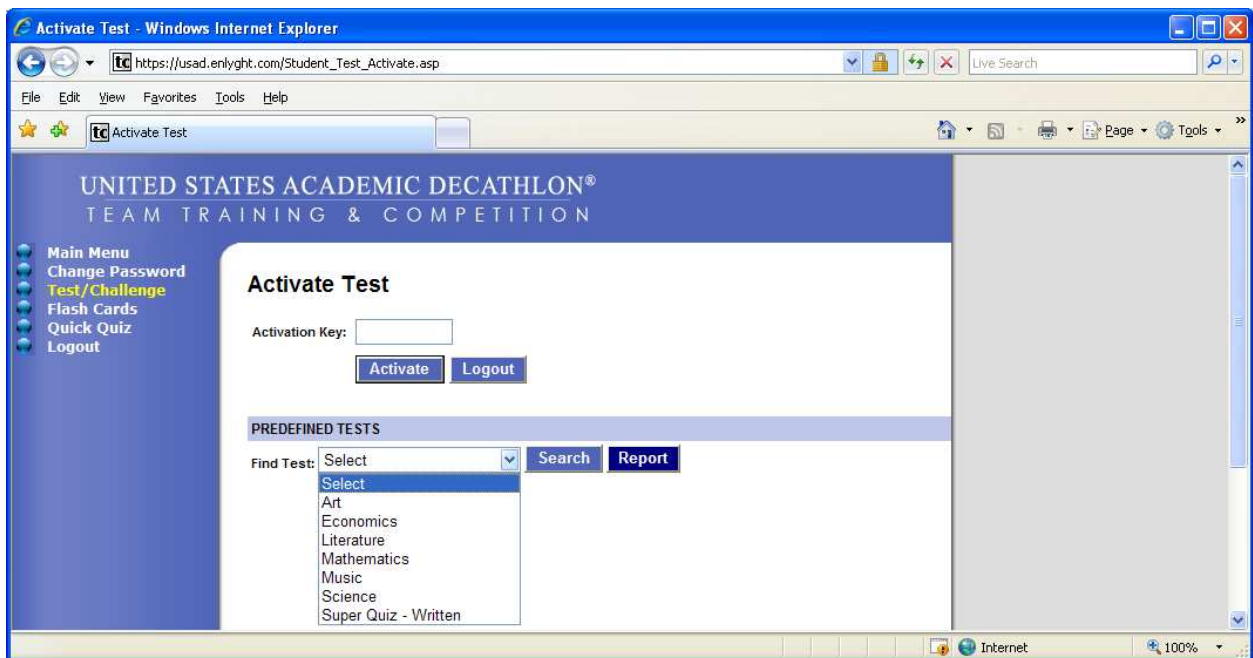 Activate Test - Windows Internet Explorer
tc https://usad.enlyght.com/Student_Test_Activate.asp
Live Search
File Edit View Favorites Tools Help
tc Activate Test
Page Tools »
UNITED STATES ACADEMIC DECATHLON®
TEAM TRAINING & COMPETITION
Main Menu
Change Password
Test/Challenge
Flash Cards
Quick Quiz
Logout
Activate Test
Activation Key:
Activate Logout
PREDEFINED TESTS
Find Test: Select Search Report
Select
Art
Economics
Literature
Mathematics
Music
Science
Super Quiz - Written
Internet 100%